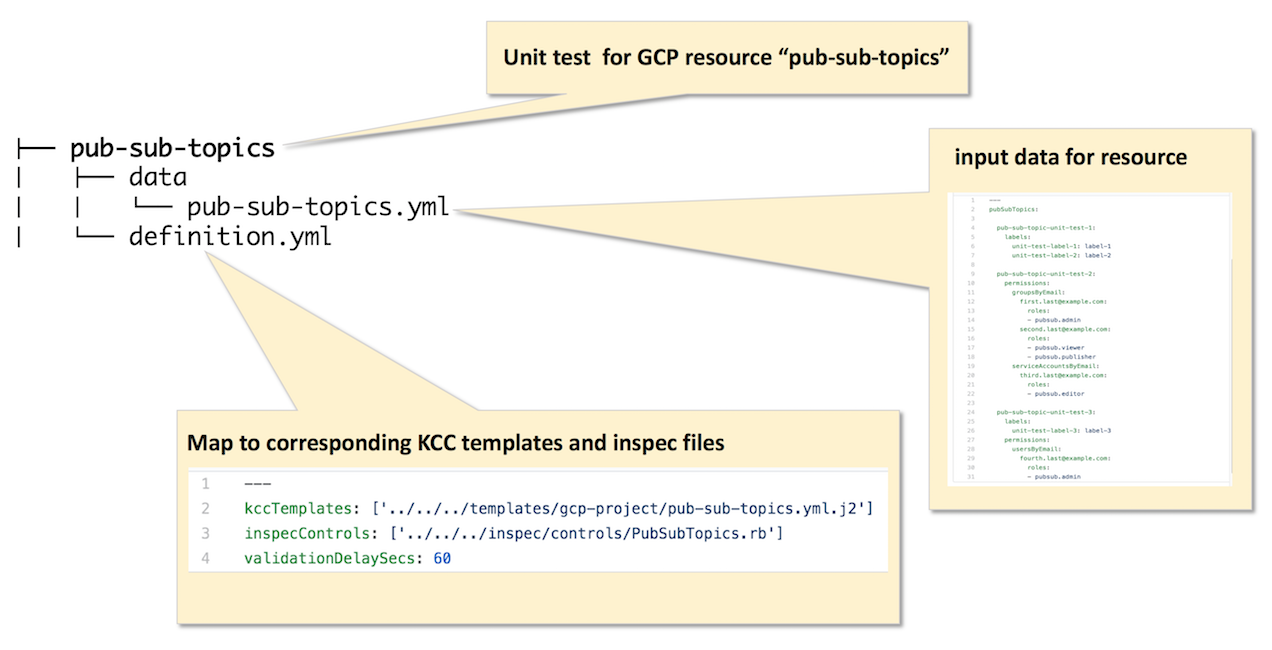 Unit test  for GCP resource “pub-sub-topics”
├── pub-sub-topics
│   ├── data
│   │   └── pub-sub-topics.yml
│   └── definition.yml
input data for resource
1 ---
2 pubSubTopics:
3
4   pub-sub-topic-unit-test-1:
5     labels:
6       unit-test-label-1: label-1
7       unit-test-label-2: label-2
8
9   pub-sub-topic-unit-test-2:
10     permissions:
11       groupsByEmail:
12         first.last@example.com:
13           roles:
14           - pubsub.admin
15         second.last@example.com:
16           roles:
17           - pubsub.viewer
18           - pubsub.publisher
19       serviceAccountsByEmail:
20         third.last@example.com:
21           roles:
22           - pubsub.editor
23
24   pub-sub-topic-unit-test-3:
25     labels:
26       unit-test-label-3: label-3
27     permissions:
28       usersByEmail:
29         fourth.last@example.com:
30           roles:
31           - pubsub.admin
Map to corresponding KCC templates and inspec files
1 ---
2 kccTemplates: ['../../../templates/gcp-project/pub-sub-topics.yml.j2']
3 inspecControls: ['../../../inspec/controls/PubSubTopics.rb']
4 validationDelaySecs: 60